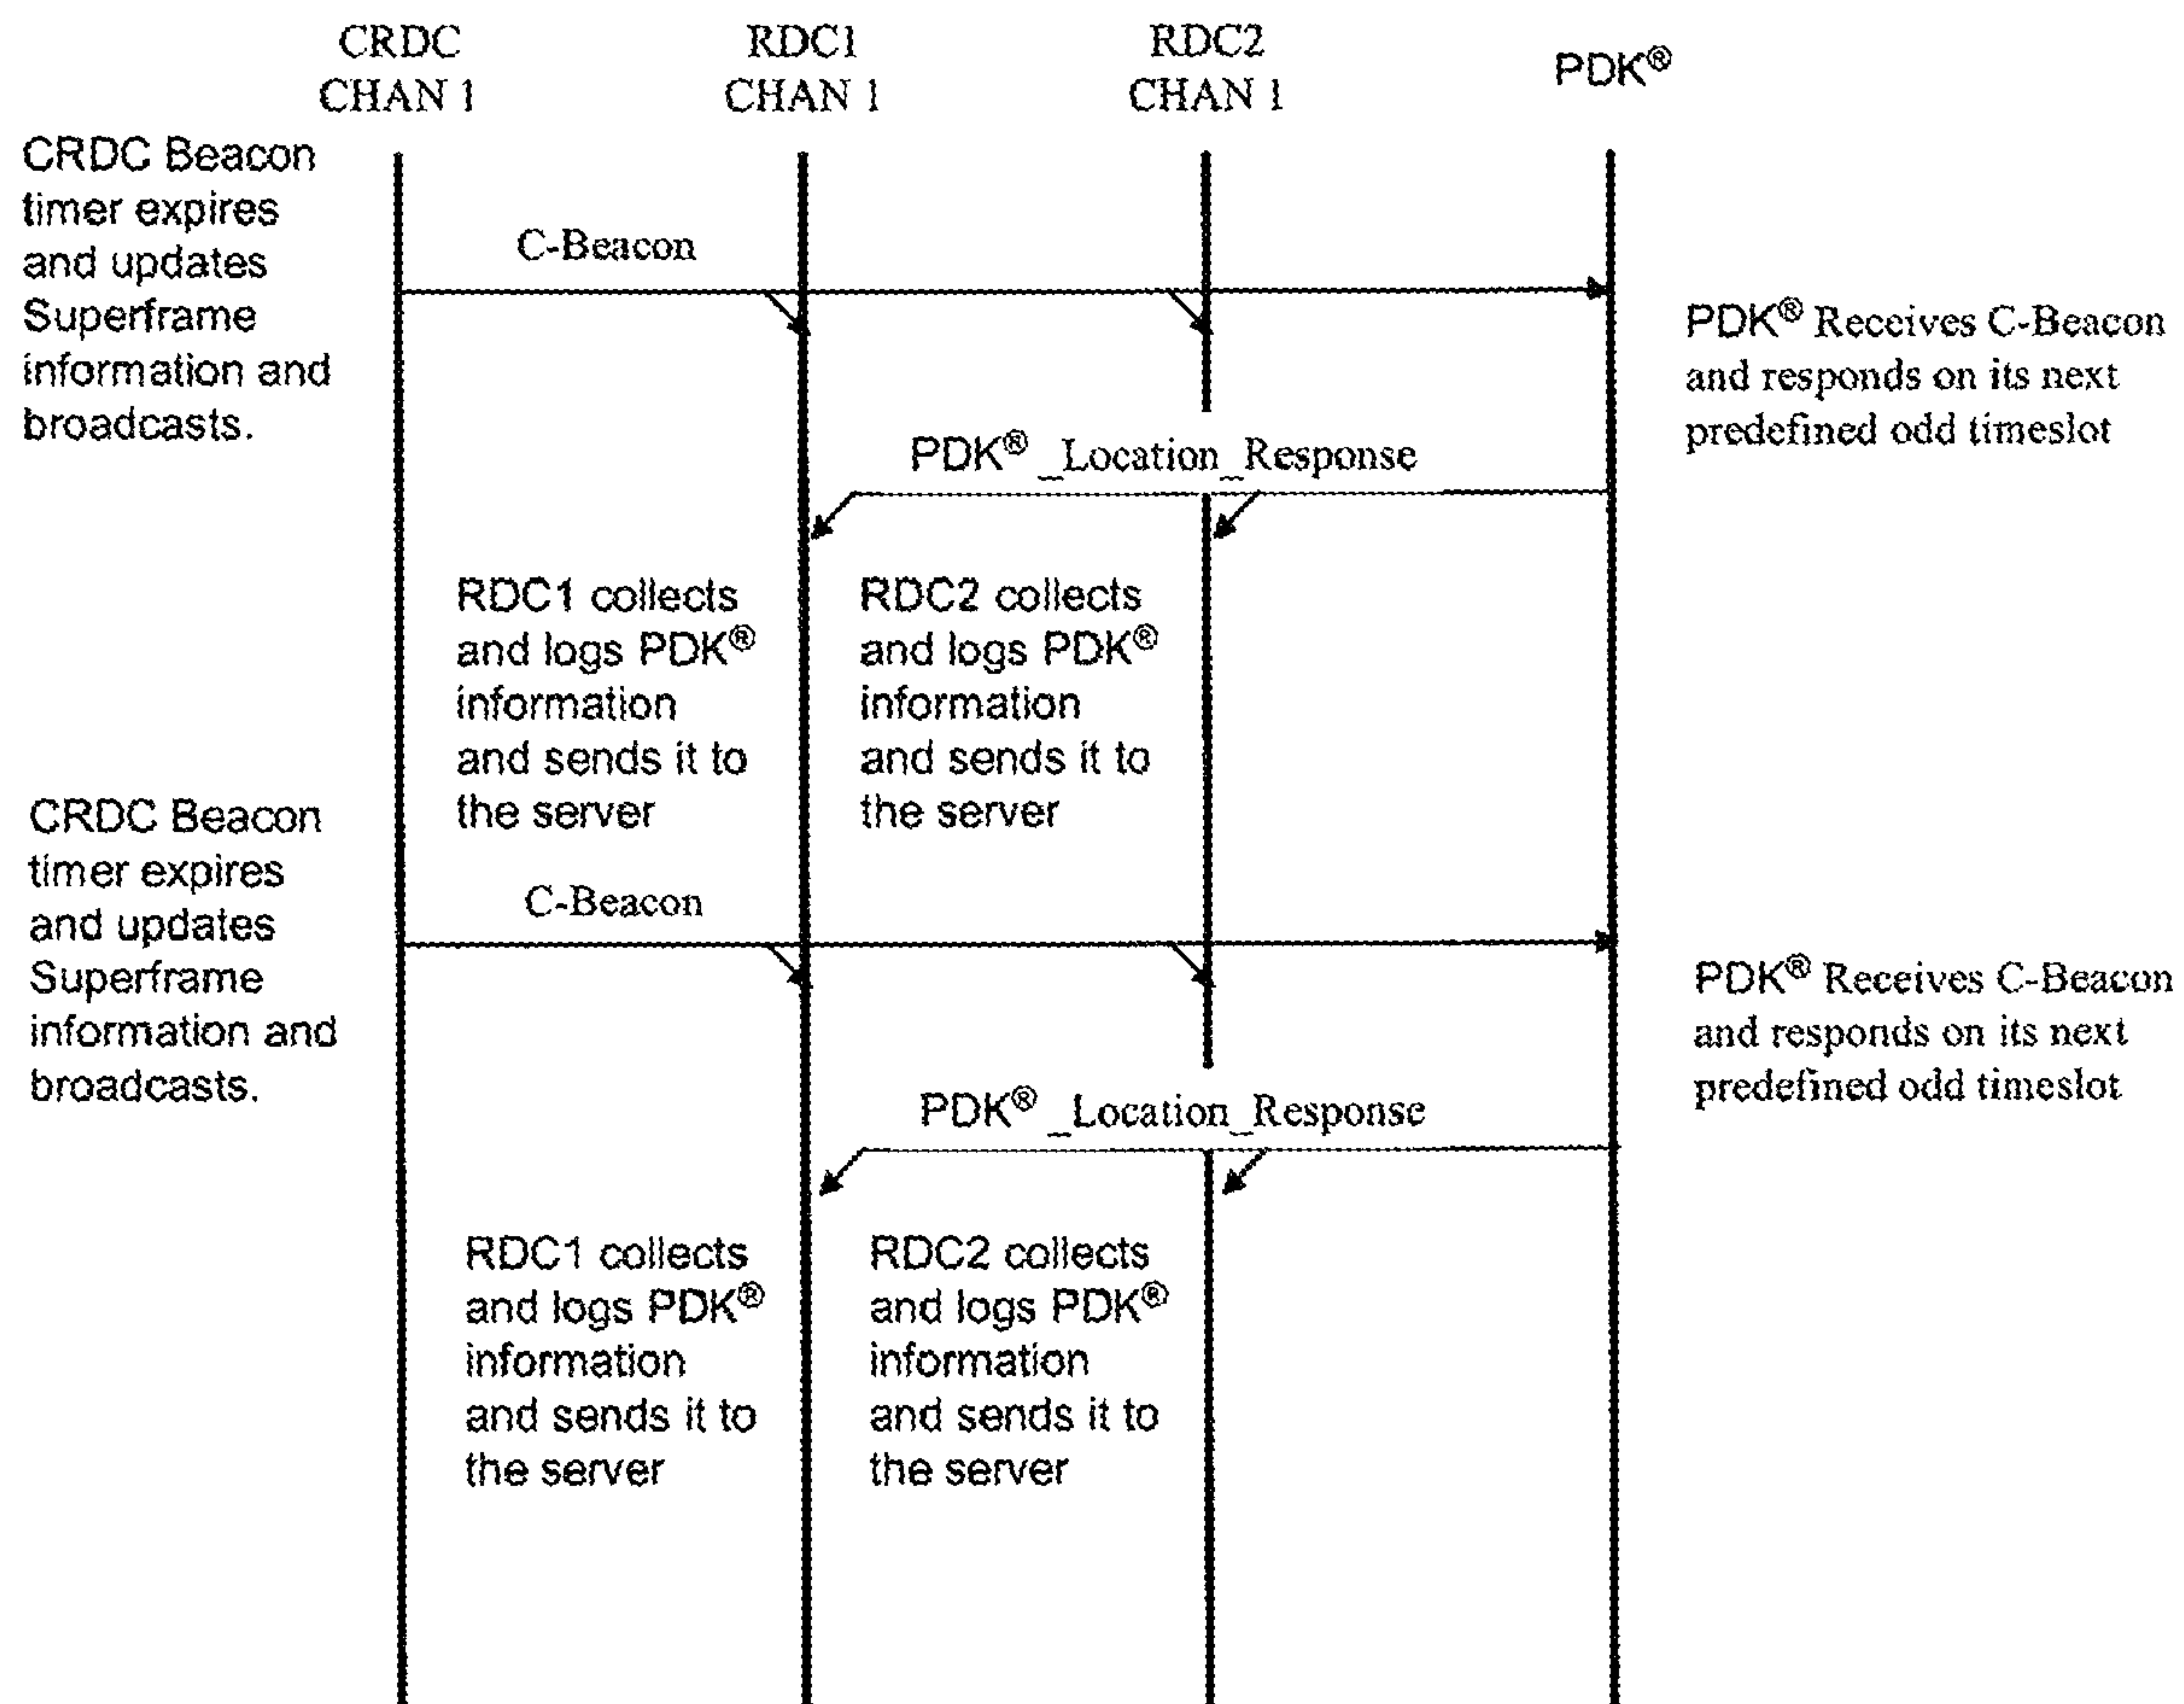 CRDC
CHAN 1
RDC1
CHAN 1
RDC2
CHAN 1
PDK®
CRDC Beacon
timer expires
and updates
Superframe
information and
broadcasts.
C-Beacon
PDK® Receives C-Beacon
and responds on its next
predefined odd timeslot
PDK® _Location_Response
RDC1 collects
and logs PDK®
information
and sends it to
the server
RDC2 collects
and logs PDK®
information
and sends it to
the server
CRDC Beacon
timer expires
and updates
Superframe
information and
broadcasts.
C-Beacon
PDK® Receives C-Beacon
and responds on its next
predefined odd timeslot
PDK® _Location_Response
RDC1 collects
and logs PDK®
information
and sends it to
the server
RDC2 collects
and logs PDK®
information
and sends it to
the server